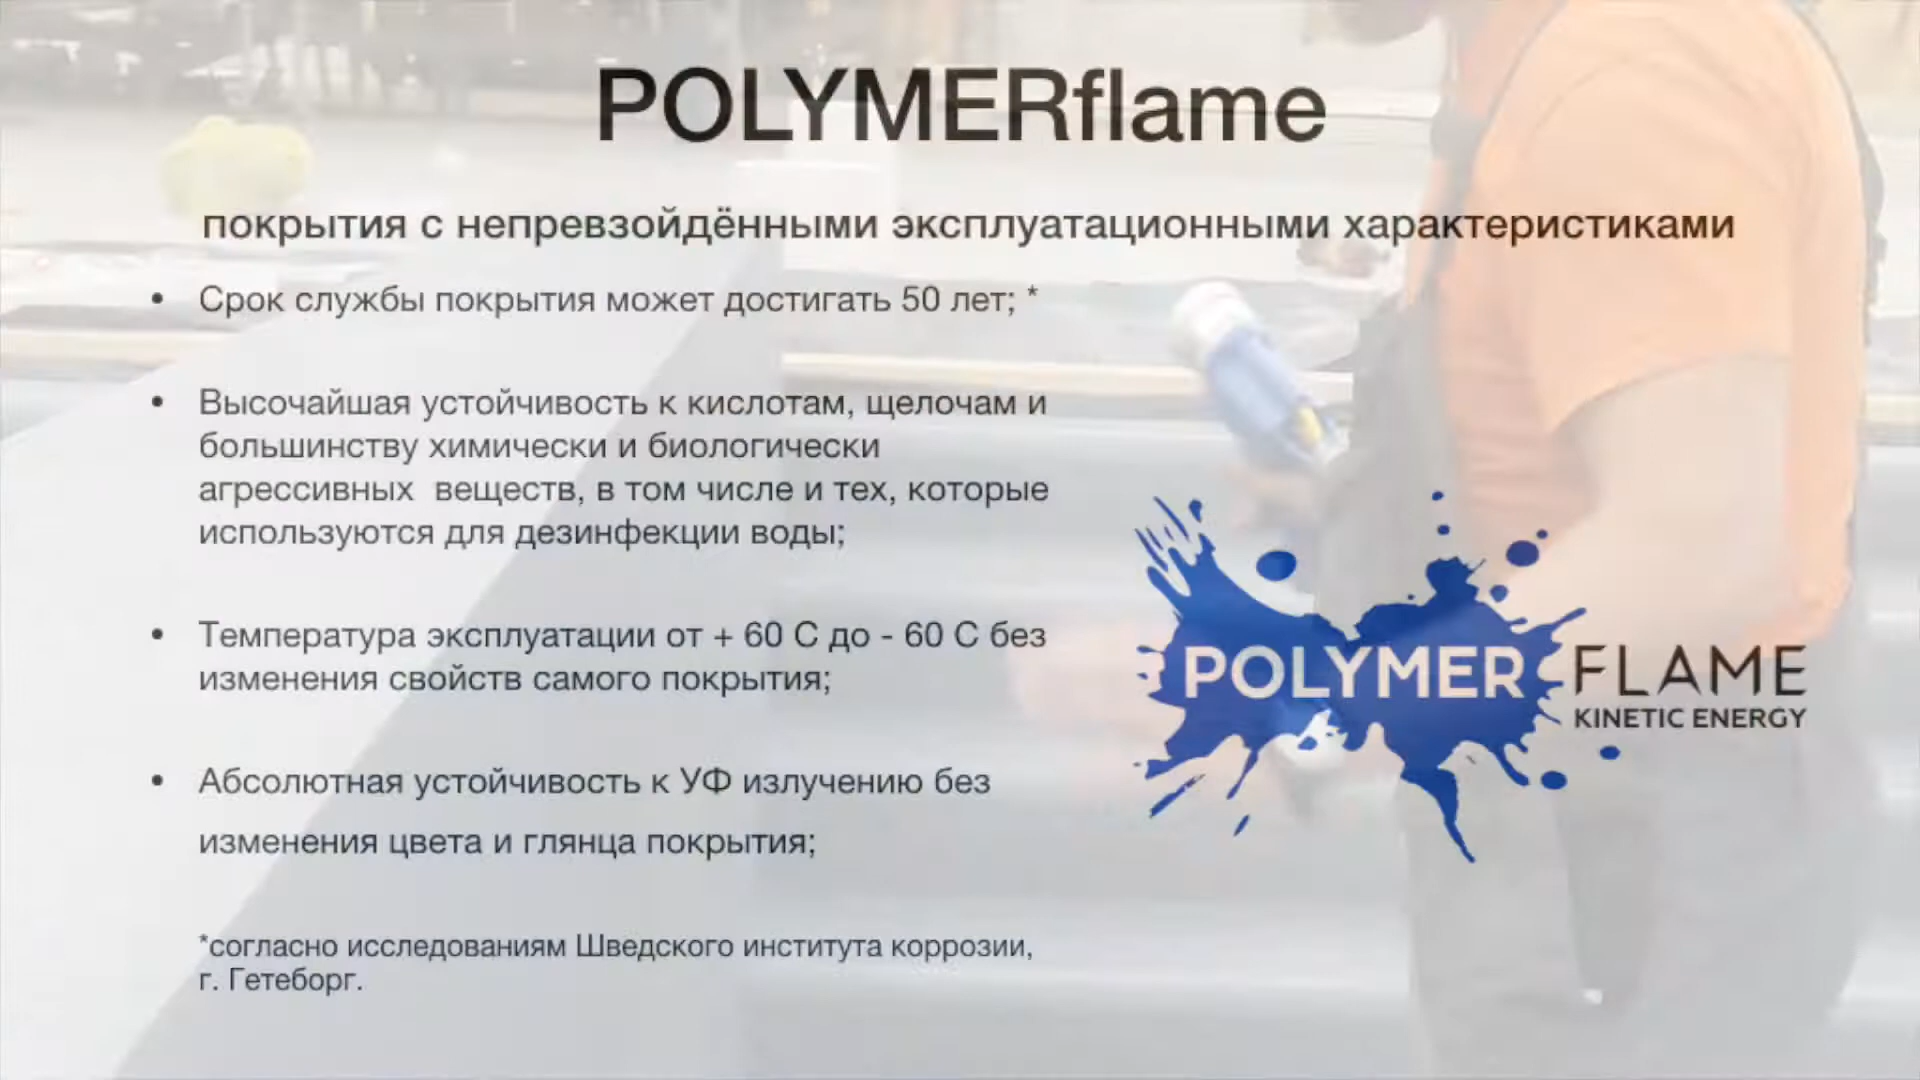 POLYMERflame
покрытия с непревзойдёнными эксплуатационными характеристиками
• Срок службы покрытия может достигать 50 лет; *
• Высочайшая устойчивость к кислотам, щелочам и
большинству химически и биологически
агрессивных веществ, в том числе и тех, которые
используются для дезинфекции воды;
• Температура эксплуатации от + 60 С до - 60 С без
изменения свойств самого покрытия;
• Абсолютная устойчивость к УФ излучению без
изменения цвета и глянца покрытия;
*согласно исследованиям Шведского института коррозии,
г. Гетеборг.
POLYMER FLAME
KINETIC ENERGY